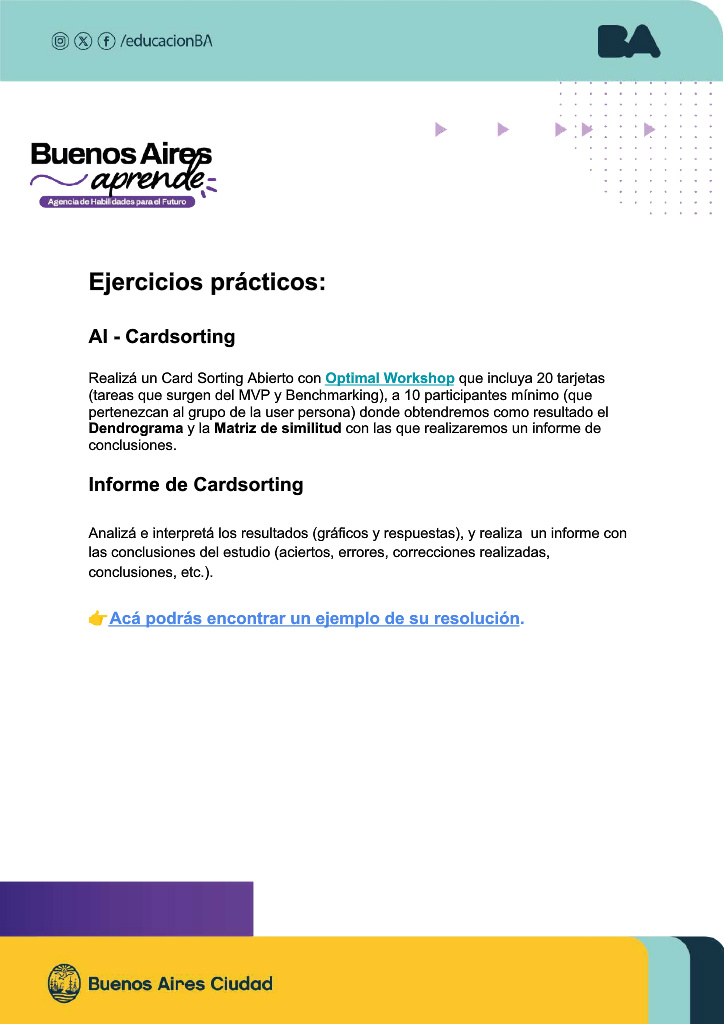 /educacionBA
BA
Buenos Aires
aprende
Agencia de Habilidades para el Futuro
Ejercicios prácticos:
AI - Cardsorting
Realizá un Card Sorting Abierto con Optimal Workshop que incluya 20 tarjetas
(tareas que surgen del MVP y Benchmarking), a 10 participantes mínimo (que
pertenezcan al grupo de la user persona) donde obtendremos como resultado el
Dendrograma y la Matriz de similitud con las que realizaremos un informe de
conclusiones.
Informe de Cardsorting
Analizá e interpretá los resultados (gráficos y respuestas), y realiza  un informe con
las conclusiones del estudio (aciertos, errores, correcciones realizadas,
conclusiones, etc.).
👉Acá podrás encontrar un ejemplo de su resolución.
Buenos Aires Ciudad